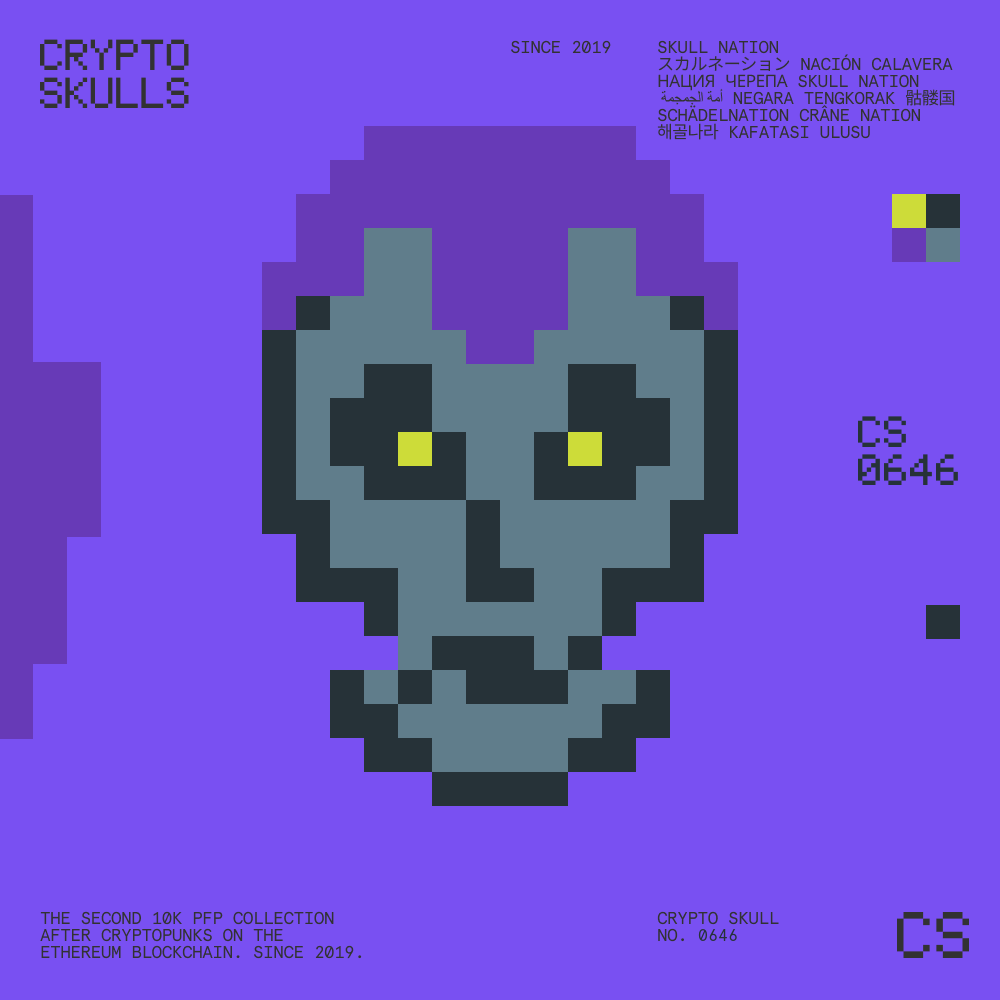 CRYPTO
SKULLS
SINCE 2019
SKULL NATION
スカルネーション NACIÓN CALAVERA
НАЦИЯ ЧЕРЕПА SKULL NATION
أمة الجمجمة NEGARA TENGKORAK 骷髅国
SCHÄDELNATION CRÂNE NATION
해골나라 KAFATASI ULUSU
CS
0646
THE SECOND 10K PFP COLLECTION
AFTER CRYPTOPUNKS ON THE
ETHEREUM BLOCKCHAIN. SINCE 2019.
CRYPTO SKULL
NO. 0646
CS